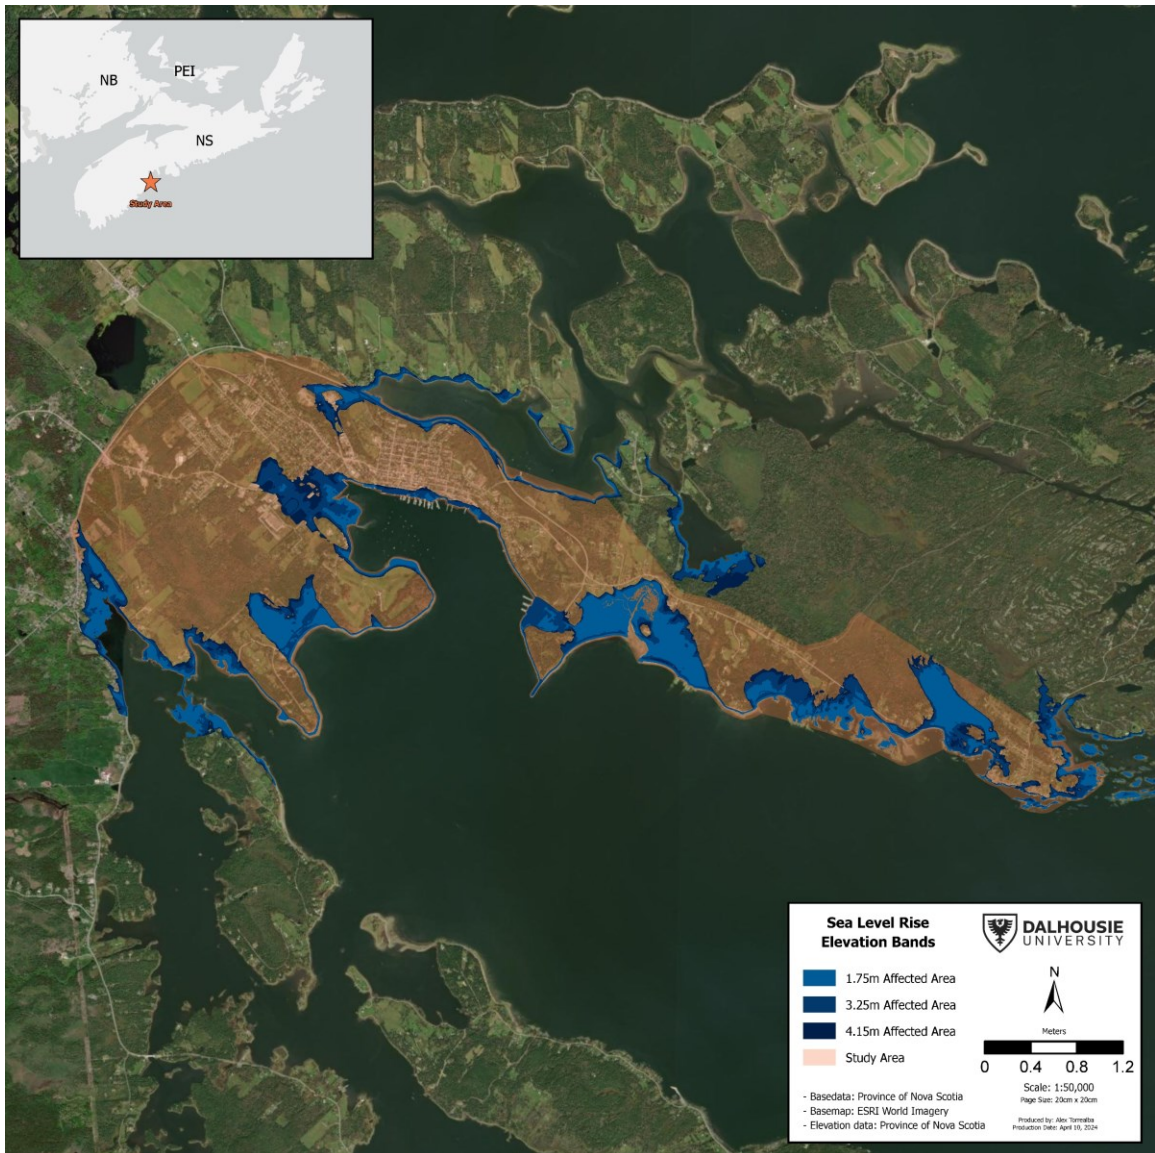 NB
PEI
NS
Study Area
Sea Level Rise
Elevation Bands
DALHOUSIE
UNIVERSITY
1.75m Affected Area
3.25m Affected Area
4.15m Affected Area
Study Area
N
Meters
0 0.4 0.8 1.2
Scale: 1:50,000
Page Size: 20cm x 20cm
- Basedata: Province of Nova Scotia
- Basemap: ESRI World Imagery
- Elevation data: Province of Nova Scotia
Produced by: Alex Torrealba
Production Date: April 10, 2024